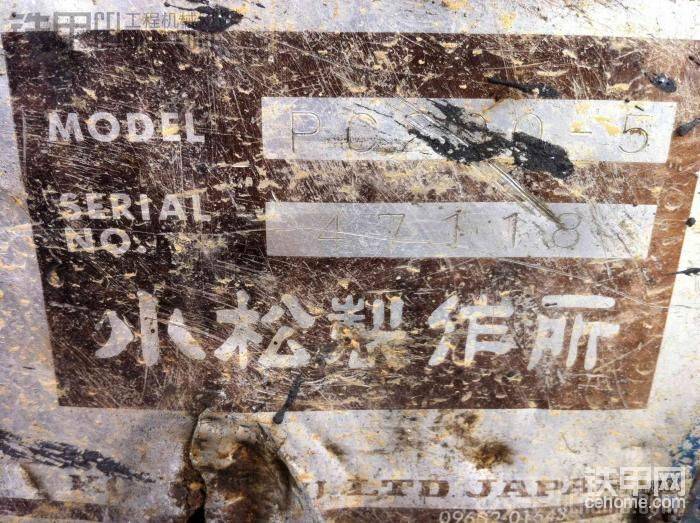 铁甲网 工程机械
MODEL PC200-5
SERIAL NO. 47118
小松製作所
LTD JAPAN
铁甲网
cehome.com